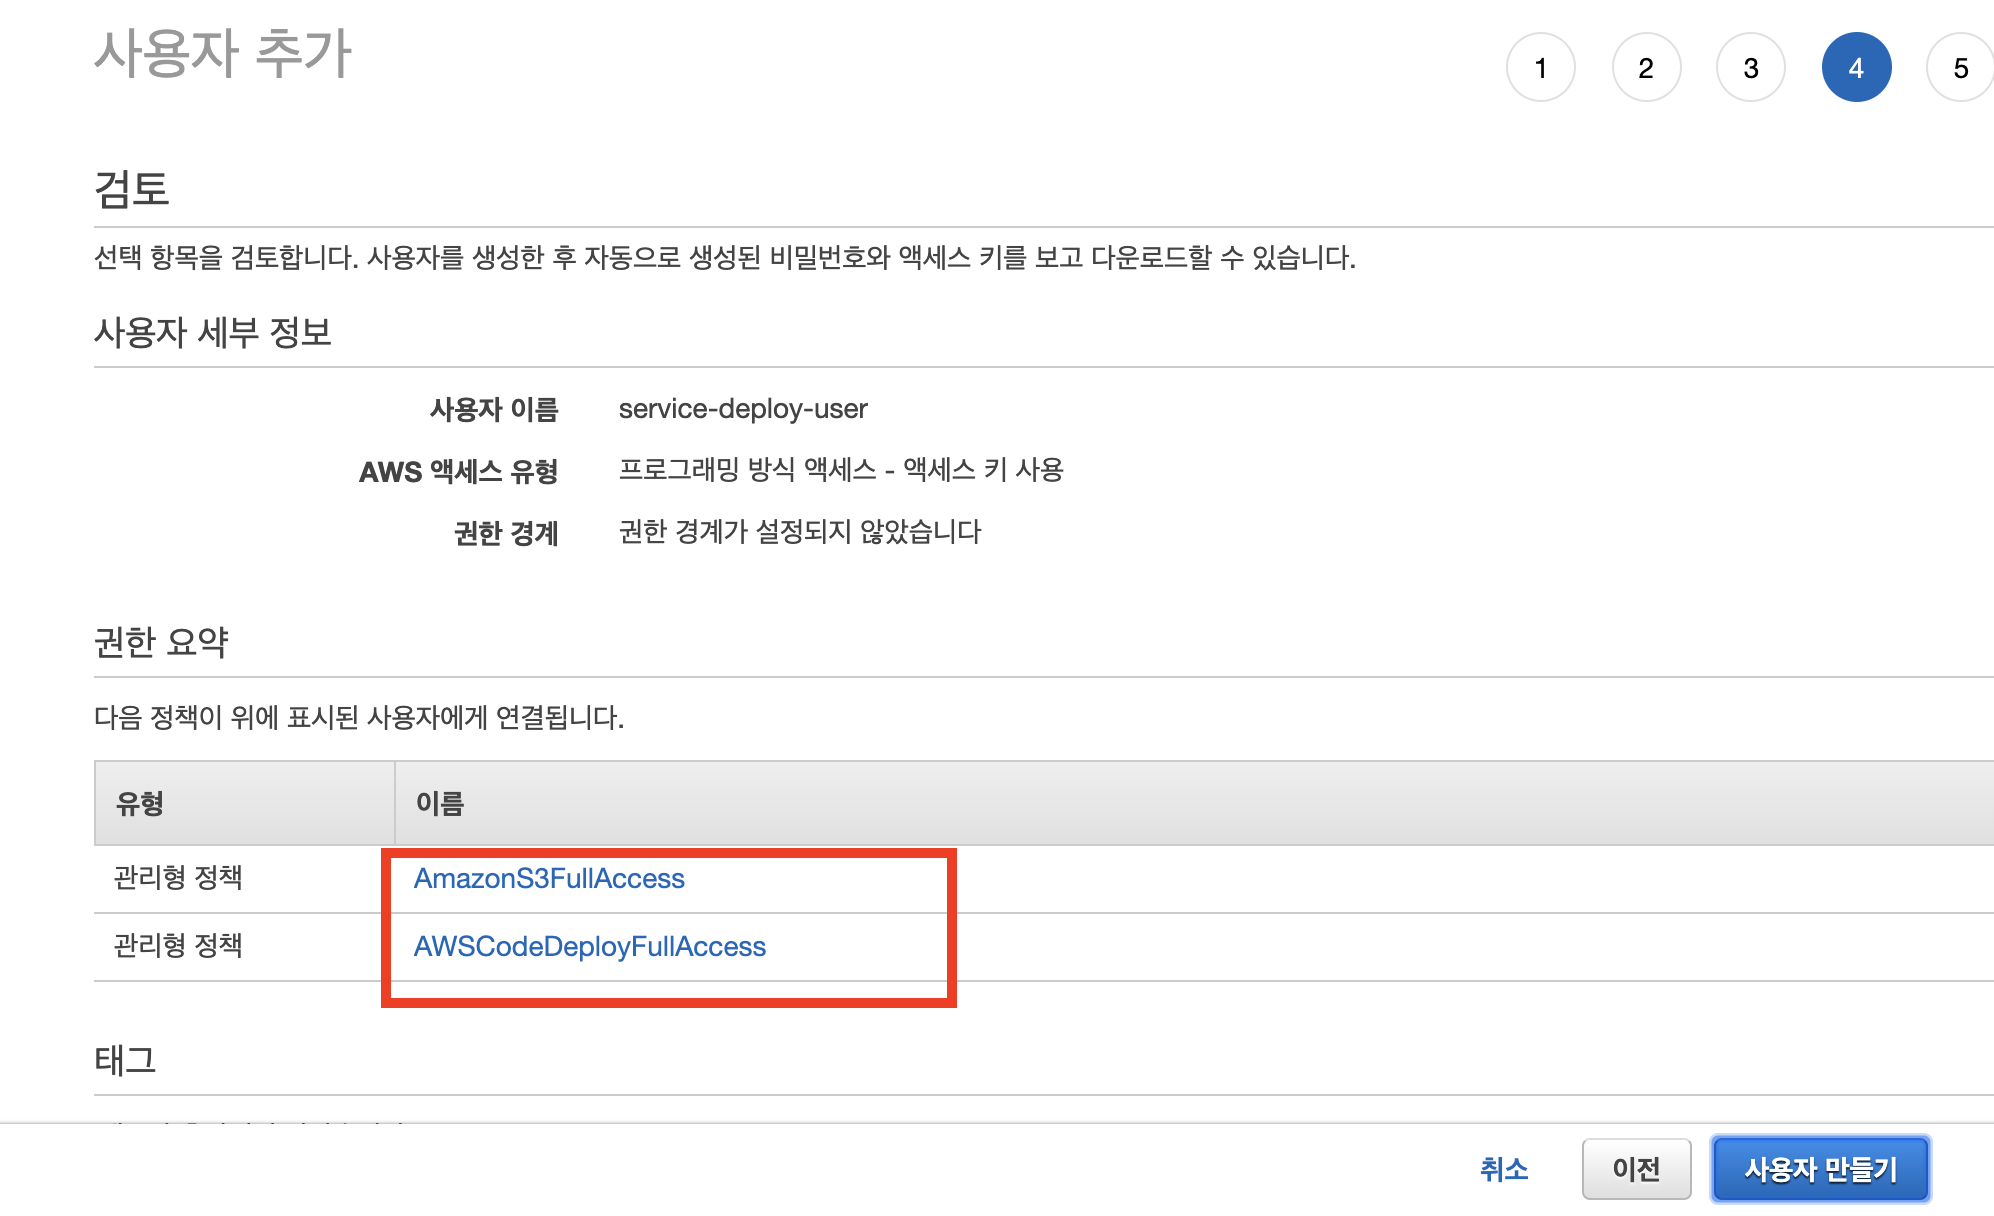 사용자 추가
1 2 3 4 5
검토
선택 항목을 검토합니다. 사용자를 생성한 후 자동으로 생성된 비밀번호와 액세스 키를 보고 다운로드할 수 있습니다.
사용자 세부 정보
사용자 이름 service-deploy-user
AWS 액세스 유형 프로그래밍 방식 액세스 - 액세스 키 사용
권한 경계 권한 경계가 설정되지 않았습니다
권한 요약
다음 정책이 위에 표시된 사용자에게 연결됩니다.
유형 이름
관리형 정책 AmazonS3FullAccess
관리형 정책 AWSCodeDeployFullAccess
태그
취소 이전 사용자 만들기